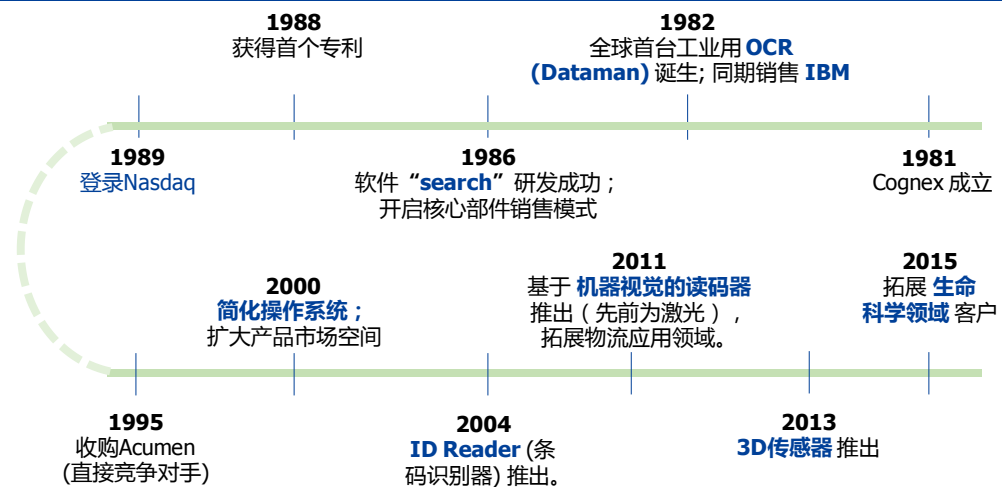 1988
获得首个专利
1982
全球首台工业用 OCR
(Dataman) 诞生; 同期销售 IBM
1989
登录Nasdaq
1986
软件“search”研发成功；
开启核心部件销售模式
1981
Cognex 成立
2000
简化操作系统；
扩大产品市场空间
2011
基于 机器视觉的读码器
推出（先前为激光），
拓展物流应用领域。
2015
拓展 生命
科学领域 客户
1995
收购Acumen
(直接竞争对手)
2004
ID Reader (条
码识别器) 推出。
2013
3D传感器 推出